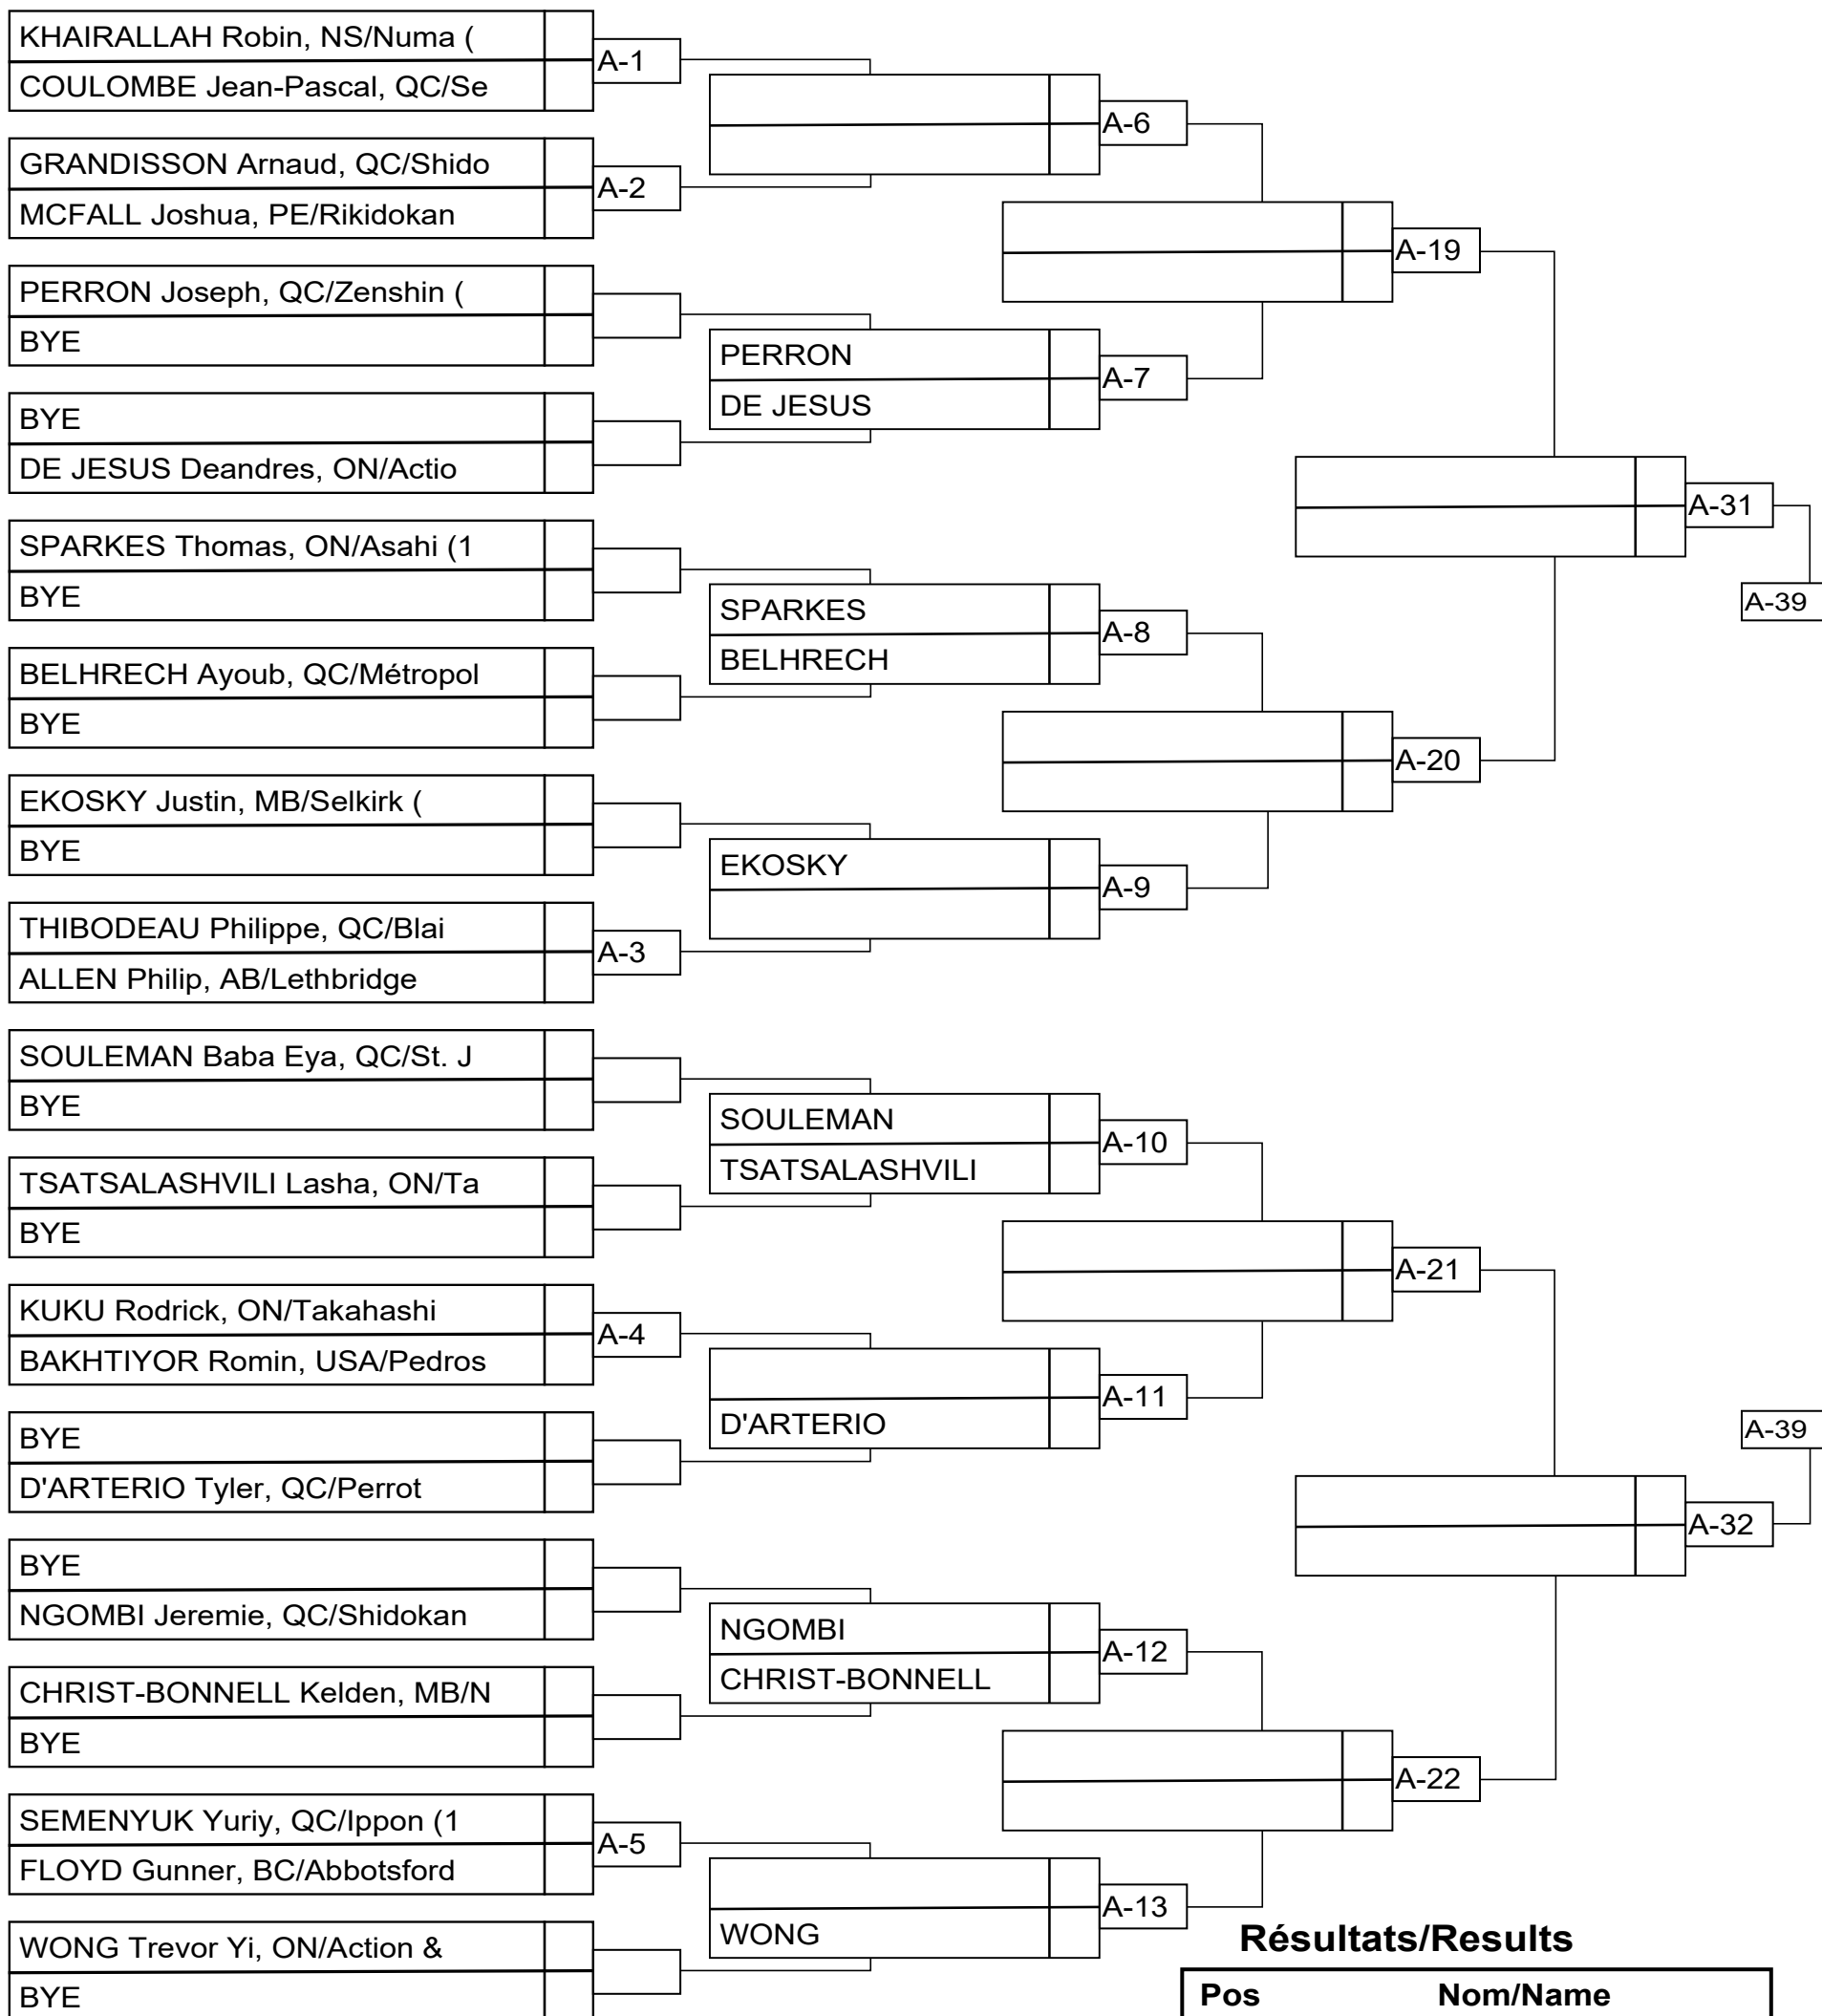 KHAIRALLAH Robin, NS/Numa (
COULOMBE Jean-Pascal, QC/Se
A-1
GRANDISSON Arnaud, QC/Shido
MCFALL Joshua, PE/Rikidokan
A-2
PERRON Joseph, QC/Zenshin (
BYE
BYE
DE JESUS Deandres, ON/Actio
SPARKES Thomas, ON/Asahi (1
BYE
BELHRECH Ayoub, QC/Métropol
BYE
EKOSKY Justin, MB/Selkirk (
BYE
THIBODEAU Philippe, QC/Blai
ALLEN Philip, AB/Lethbridge
A-3
SOULEMAN Baba Eya, QC/St. J
BYE
TSATSALASHVILI Lasha, ON/Ta
BYE
KUKU Rodrick, ON/Takahashi
BAKHTIYOR Romin, USA/Pedros
A-4
BYE
D'ARTERIO Tyler, QC/Perrot
BYE
NGOMBI Jeremie, QC/Shidokan
CHRIST-BONNELL Kelden, MB/N
BYE
SEMENYUK Yuriy, QC/Ippon (1
FLOYD Gunner, BC/Abbotsford
A-5
WONG Trevor Yi, ON/Action &
BYE
A-6
PERRON
DE JESUS
A-7
SPARKES
BELHRECH
A-8
EKOSKY
A-9
SOULEMAN
TSATSALASHVILI
A-10
D'ARTERIO
A-11
NGOMBI
CHRIST-BONNELL
A-12
WONG
A-13
A-19
A-20
A-21
A-22
A-31
A-39
A-39
A-32
Résultats/Results
Pos Nom/Name